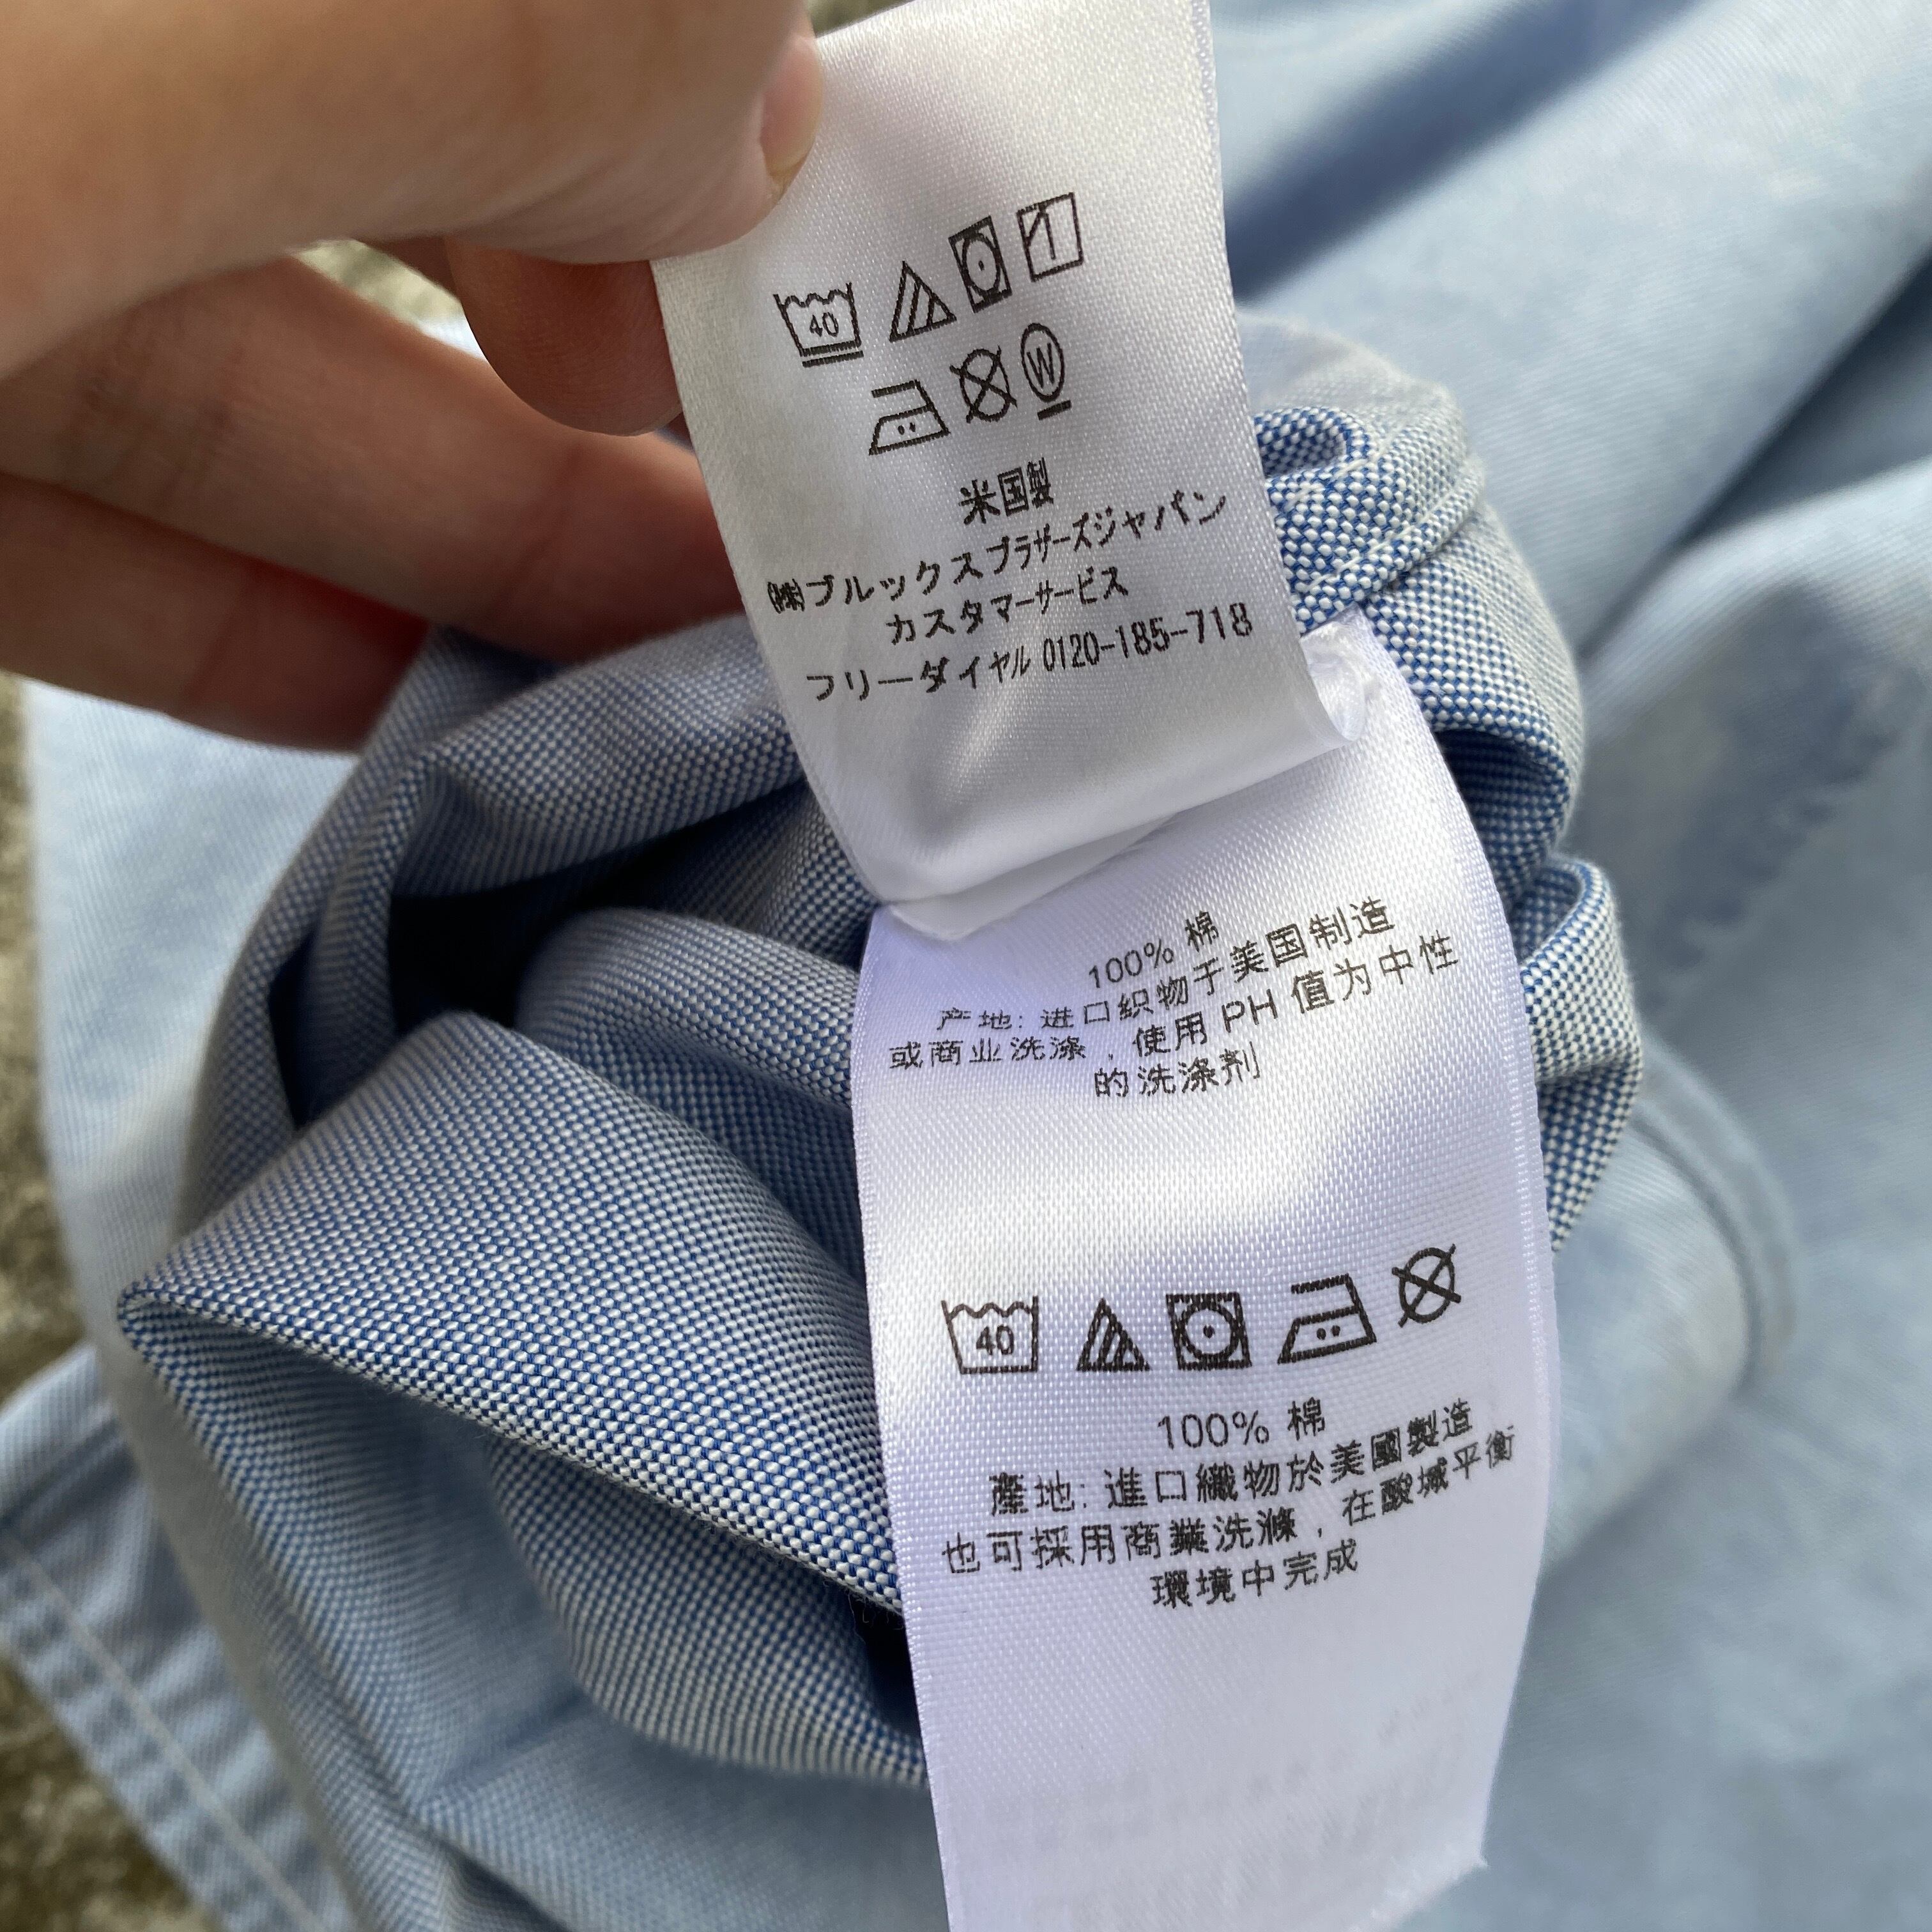 40
W
米国製
㈱ブルックスブラザーズジャパン
カスタマーサービス
フリーダイヤル 0120-185-718
100% 棉
产地: 进口织物于美国制造
或商业洗涤，使用 PH 值为中性
的洗涤剂
40
100% 棉
產地: 進口織物於美國製造
也可採用商業洗滌，在酸城平衡
環境中完成